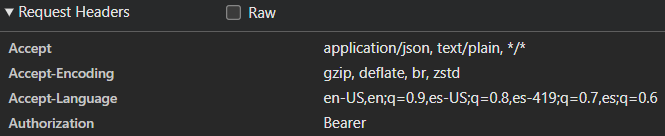 ▼ Request Headers Raw
Accept application/json, text/plain, */*
Accept-Encoding gzip, deflate, br, zstd
Accept-Language en-US,en;q=0.9,es-US;q=0.8,es-419;q=0.7,es;q=0.6
Authorization Bearer